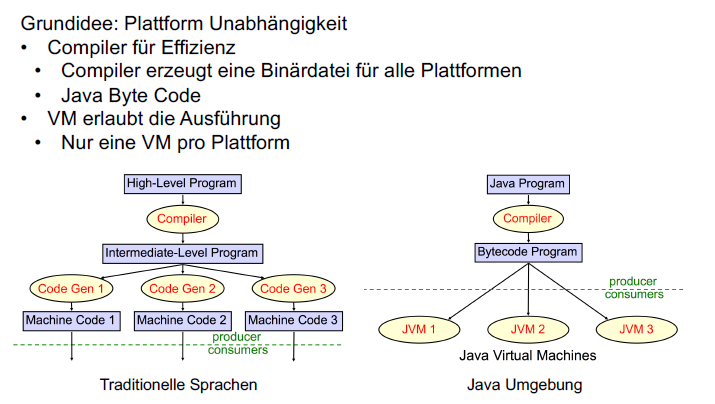 Grundidee: Plattform Unabhängigkeit
• Compiler für Effizienz
• Compiler erzeugt eine Binärdatei für alle Plattformen
• Java Byte Code
• VM erlaubt die Ausführung
• Nur eine VM pro Plattform
High-Level Program
Compiler
Intermediate-Level Program
Code Gen 1 Code Gen 2 Code Gen 3
Machine Code 1 Machine Code 2 Machine Code 3
producer
consumers
Traditionelle Sprachen
Java Program
Compiler
Bytecode Program
producer
consumers
JVM 1 JVM 2 JVM 3
Java Virtual Machines
Java Umgebung